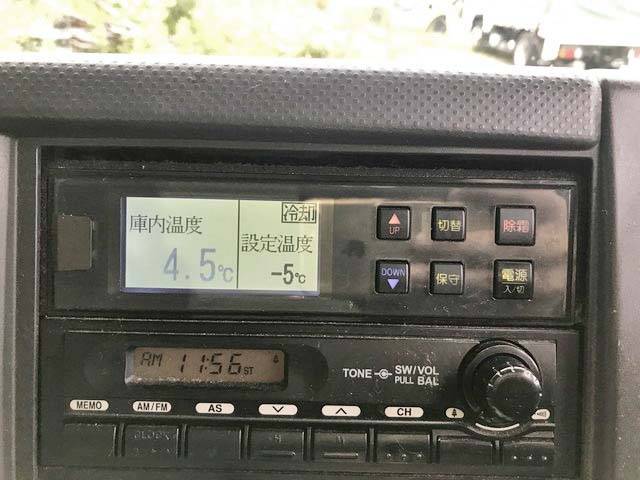 冷却
庫内温度
設定温度
4.5℃
-5℃
UP
切替
除霜
DOWN
保守
電源
入/切
AM 11:56 ST
TONE
SW/VOL
PULL BAL
MEMO
AM/FM
AS
CH
CLOCK